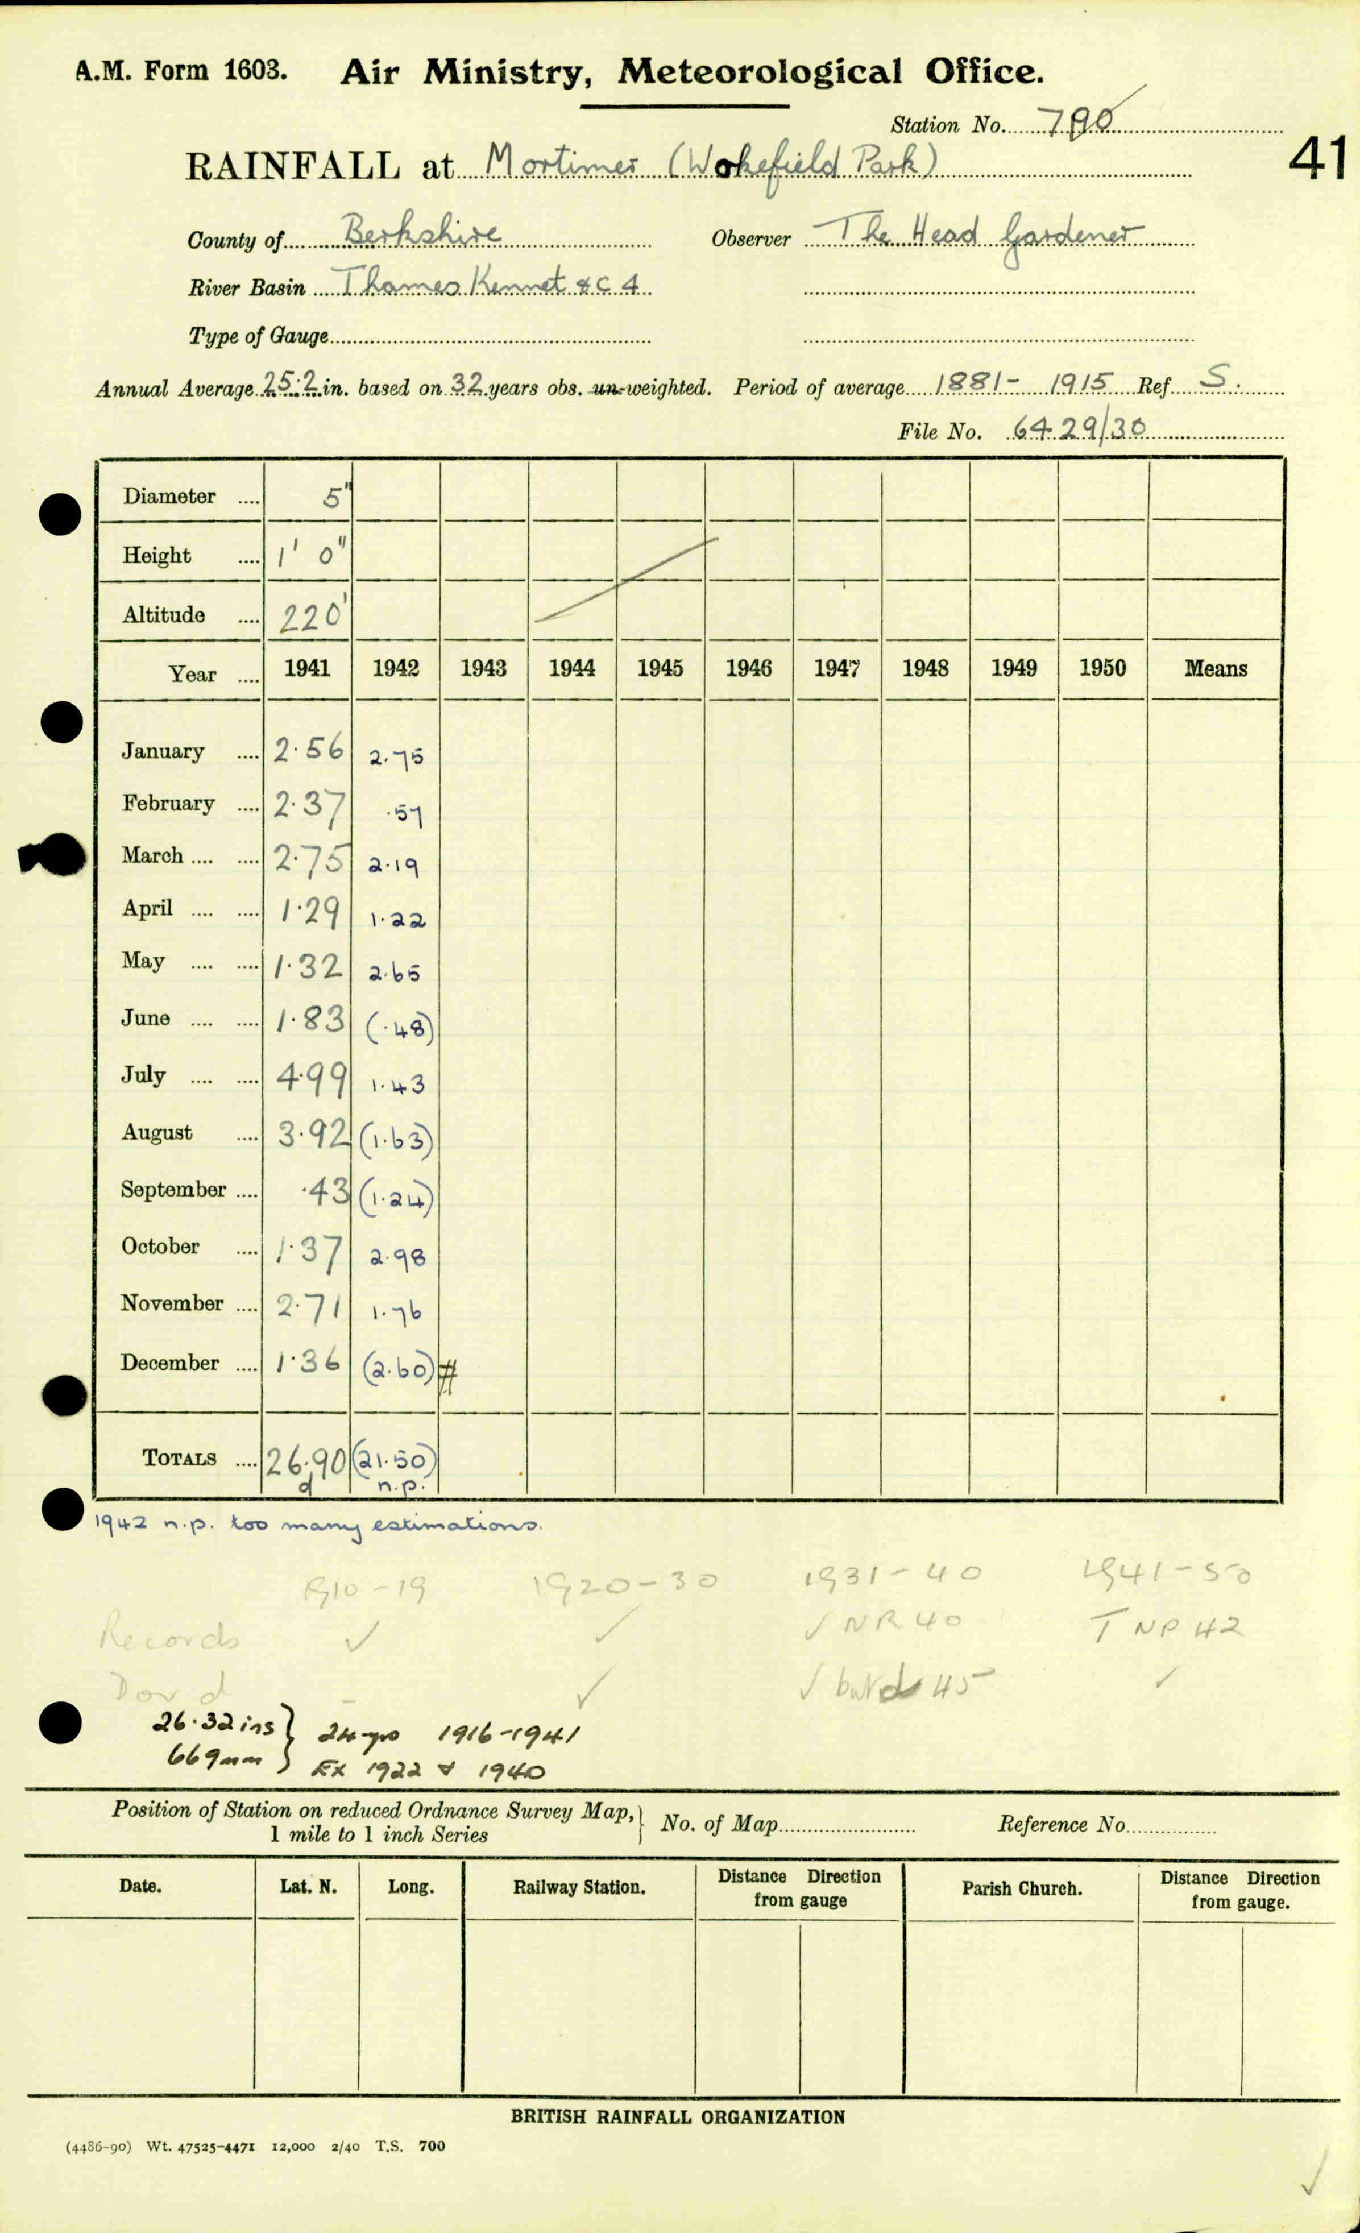 A.M. Form 1603. Air Ministry, Meteorological Office.
Station No. 790
41
RAINFALL at Mortimer (Wokefield Park)
County of Berkshire Observer The Head Gardener
River Basin Thames Kennet &c 4
Type of Gauge
Annual Average 25.2 in. based on 32 years obs. un-weighted. Period of average 1881- 1915 Ref. S.
File No. 6429/30
Diameter .... 5"
Height .... 1' 0"
Altitude .... 220'
Year .... 1941 1942 1943 1944 1945 1946 1947 1948 1949 1950 Means
January .... 2.56 2.75
February .... 2.37 .57
March .... .... 2.75 2.19
April .... .... 1.29 1.22
May .... .... 1.32 2.65
June .... .... 1.83 (.48)
July .... .... 4.99 1.43
August .... 3.92 (1.63)
September .... .43 (1.24)
October .... 1.37 2.98
November .... 2.71 1.76
December .... 1.36 (2.60) #
TOTALS .... 26.90 (21.50)
d n.p.
1942 n.p. too many estimations.
1910-19 1920-30 1931-40 1941-50
Records ✓ ✓ ✓ NR 40 T NP 42
Dor d - ✓ ✓ but d 45 ✓
26.32 ins } 24 yrs 1916-1941
669mm } Ex 1922 & 1940
Position of Station on reduced Ordnance Survey Map, } No. of Map Reference No.
1 mile to 1 inch Series
Date. Lat. N. Long. Railway Station. Distance Direction from gauge Parish Church. Distance Direction from gauge.
BRITISH RAINFALL ORGANIZATION
(4486-90) Wt. 47525-4471 12,000 2/40 T.S. 700